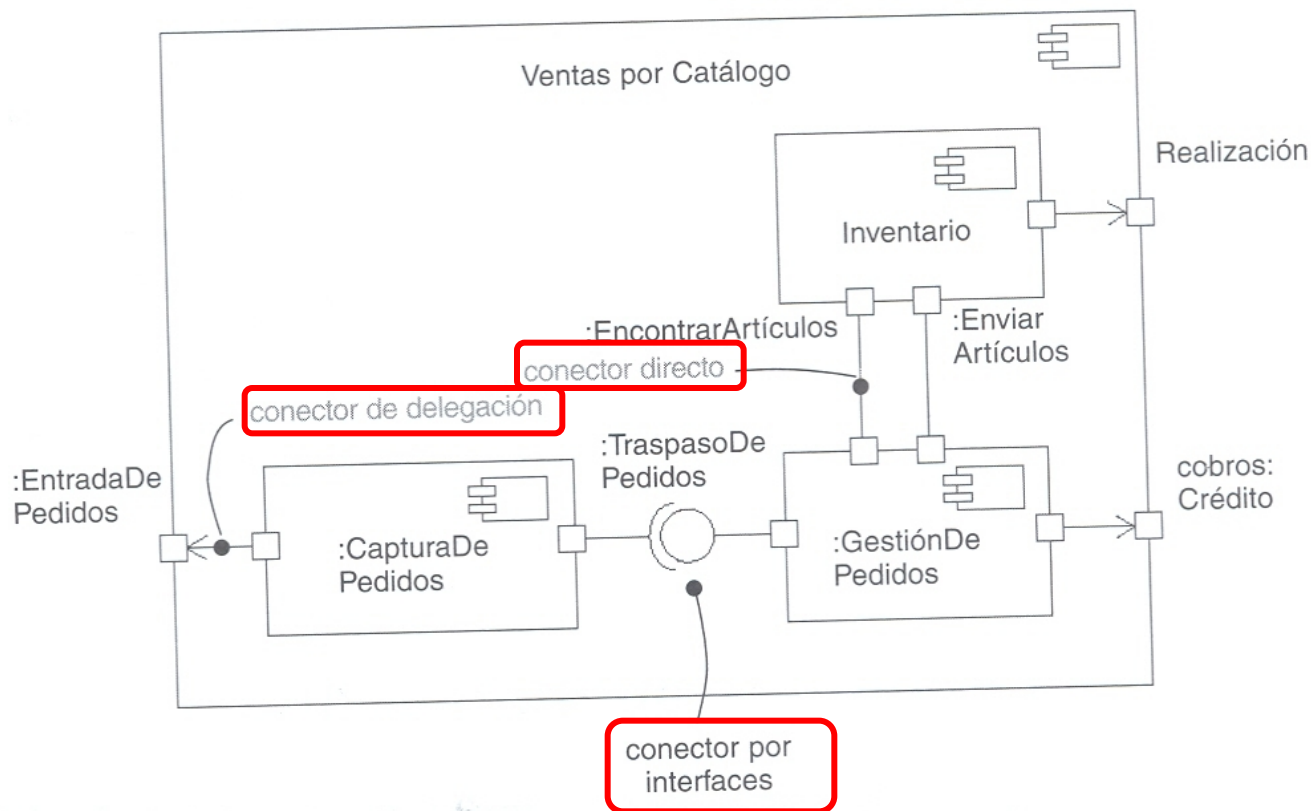 Ventas por Catálogo
Realización
Inventario
:EncontrarArtículos
:Enviar
Artículos
conector directo
conector de delegación
:TraspasoDe
Pedidos
cobros:
Crédito
:EntradaDe
Pedidos
:CapturaDe
Pedidos
:GestiónDe
Pedidos
conector por
interfaces